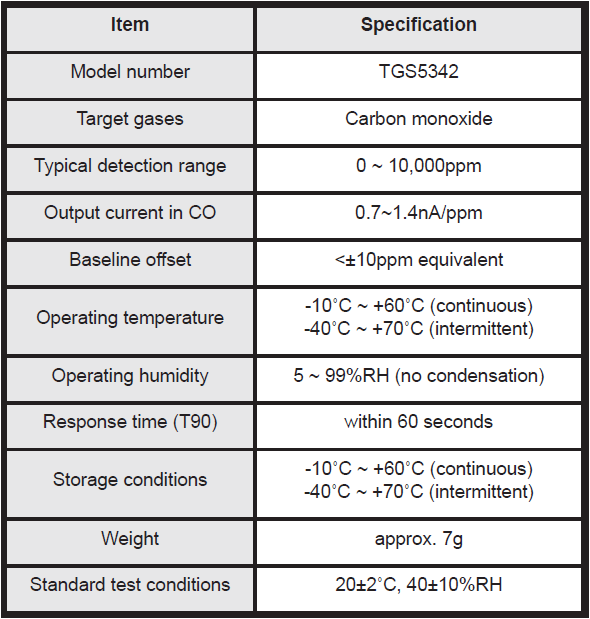 Item Specification
Model number TGS5342
Target gases Carbon monoxide
Typical detection range 0 ~ 10,000ppm
Output current in CO 0.7~1.4nA/ppm
Baseline offset <±10ppm equivalent
Operating temperature -10˚C ~ +60˚C (continuous)
-40˚C ~ +70˚C (intermittent)
Operating humidity 5 ~ 99%RH (no condensation)
Response time (T90) within 60 seconds
Storage conditions -10˚C ~ +60˚C (continuous)
-40˚C ~ +70˚C (intermittent)
Weight approx. 7g
Standard test conditions 20±2˚C, 40±10%RH